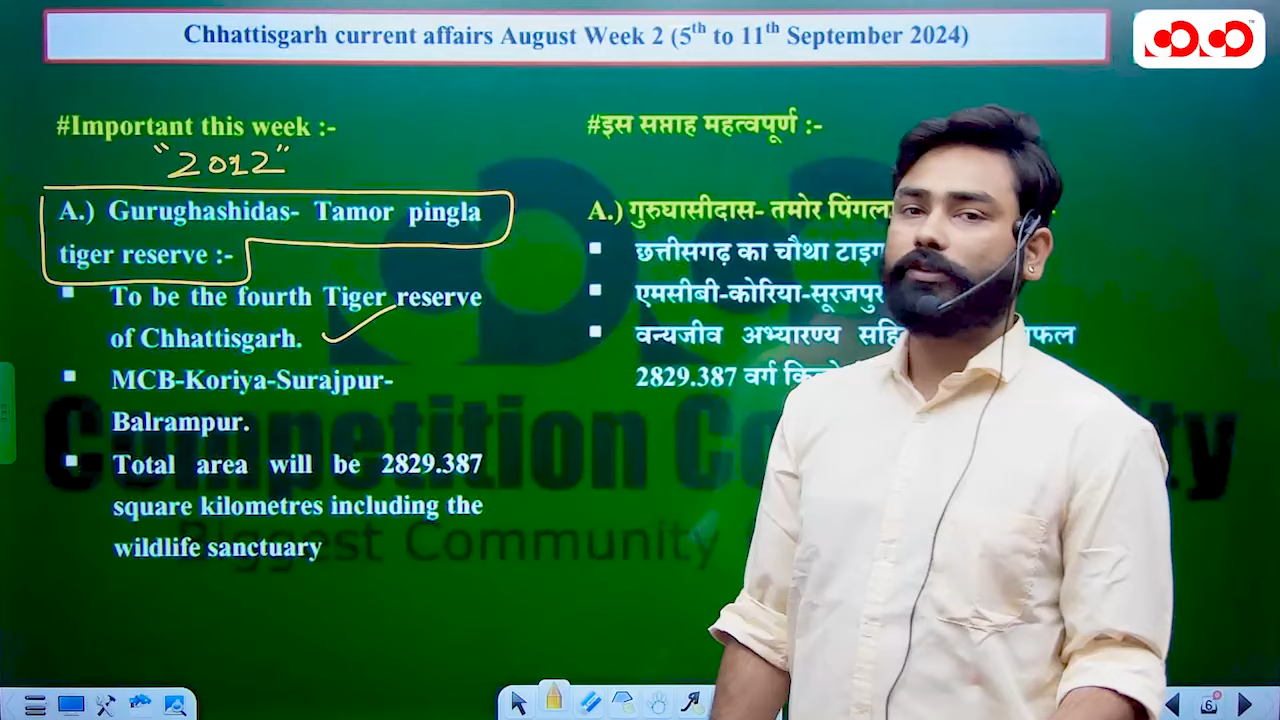 Chhattisgarh current affairs August Week 2 (5th to 11th September 2024)
#Important this week :-
"2012"
A.) Gurughashidas- Tamor pingla
tiger reserve :-
To be the fourth Tiger reserve
of Chhattisgarh.
MCB-Koriya-Surajpur-
Balrampur.
Total area will be 2829.387
square kilometres including the
wildlife sanctuary
#इस सप्ताह महत्वपूर्ण :-
A.) गुरुघासीदास- तमोर पिंगला
छत्तीसगढ़ का चौथा
एमसीबी-कोरिया-सूरजपुर
वन्यजीव अभ्यारण्य
2829.387 वर्ग
Competition
Biggest Community
6